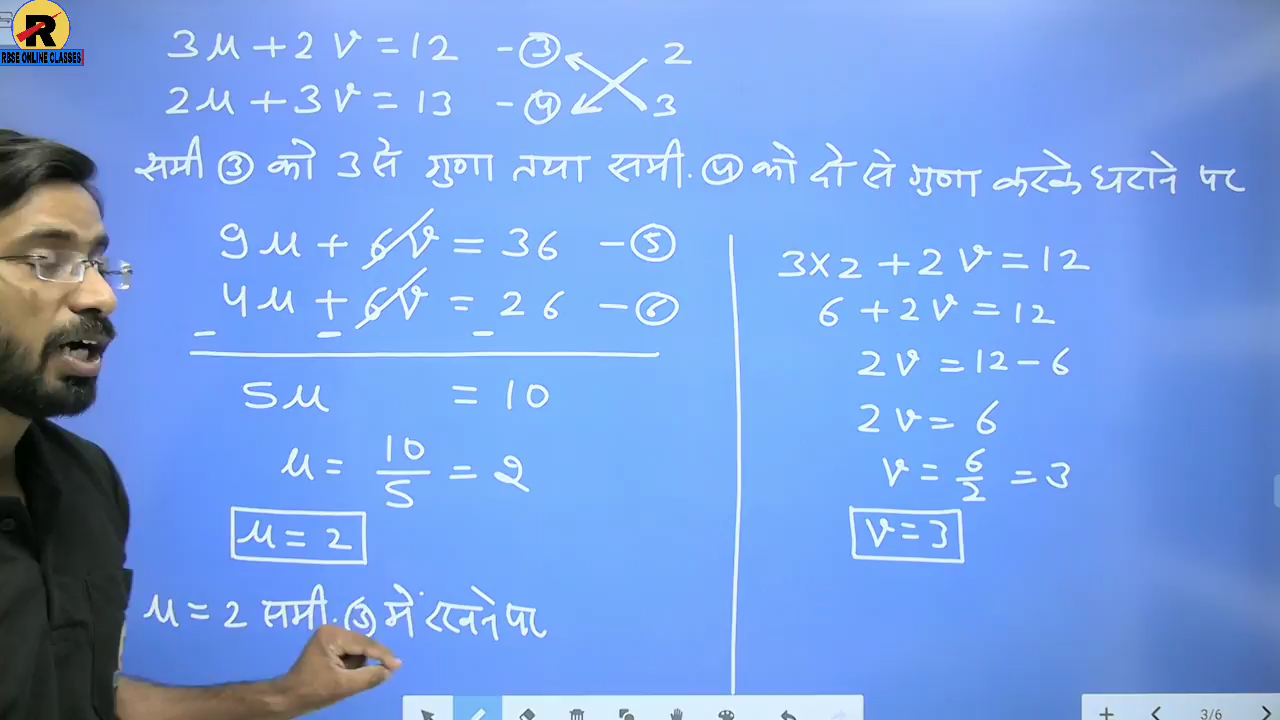 R
RBSE ONLINE CLASSES
3u + 2v = 12 - ③ 2
2u + 3v = 13 - ④ 3
समी ③ को 3 से गुणा तथा समी. ④ को दो से गुणा करके घटाने पर
9u + 6v = 36 - ⑤
4u + 6v = 26 - ⑥
- - -
5u = 10
u = 10/5 = 2
u = 2
u = 2 समी. ③ में रखने पर
3×2 + 2v = 12
6 + 2v = 12
2v = 12 - 6
2v = 6
v = 6/2 = 3
v = 3
3/6